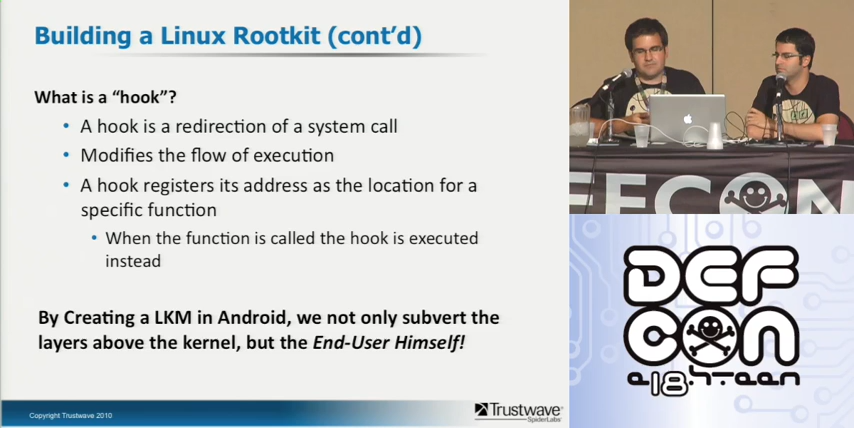 Building a Linux Rootkit (cont’d)
What is a “hook”?
• A hook is a redirection of a system call
• Modifies the flow of execution
• A hook registers its address as the location for a
specific function
• When the function is called the hook is executed
instead
By Creating a LKM in Android, we not only subvert the
layers above the kernel, but the End-User Himself!
Copyright Trustwave 2010
Trustwave®
SpiderLabs®
FECON
DEF
CON
e18.h-teen